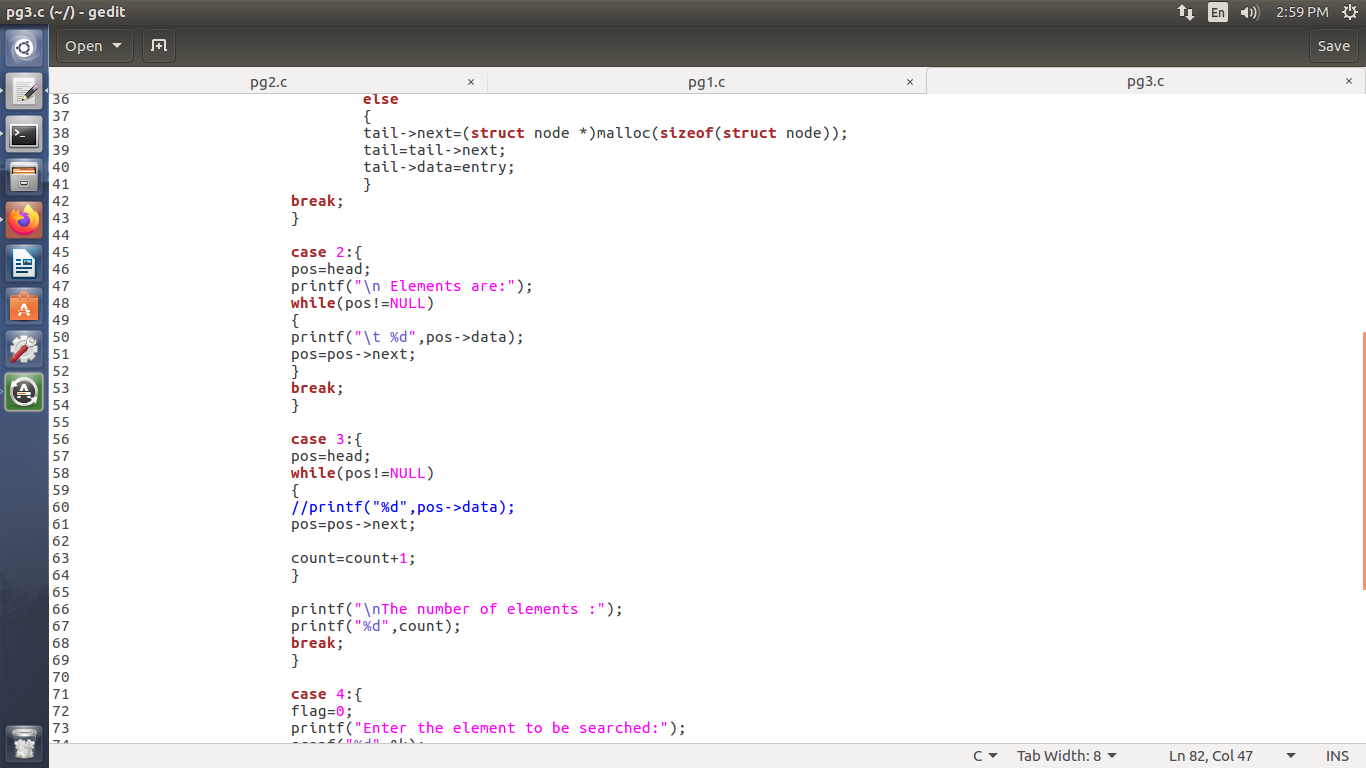 pg3.c (~/) - gedit
En
2:59 PM
Open
Save
pg2.c ×
pg1.c ×
pg3.c ×
36 else
37 {
38 tail->next=(struct node *)malloc(sizeof(struct node));
39 tail=tail->next;
40 tail->data=entry;
41 }
42 break;
43 }
44
45 case 2:{
46 pos=head;
47 printf("\n Elements are:");
48 while(pos!=NULL)
49 {
50 printf("\t %d",pos->data);
51 pos=pos->next;
52 }
53 break;
54 }
55
56 case 3:{
57 pos=head;
58 while(pos!=NULL)
59 {
60 //printf("%d",pos->data);
61 pos=pos->next;
62
63 count=count+1;
64 }
65
66 printf("\nThe number of elements :");
67 printf("%d",count);
68 break;
69 }
70
71 case 4:{
72 flag=0;
73 printf("Enter the element to be searched:");
C
Tab Width: 8
Ln 82, Col 47
INS